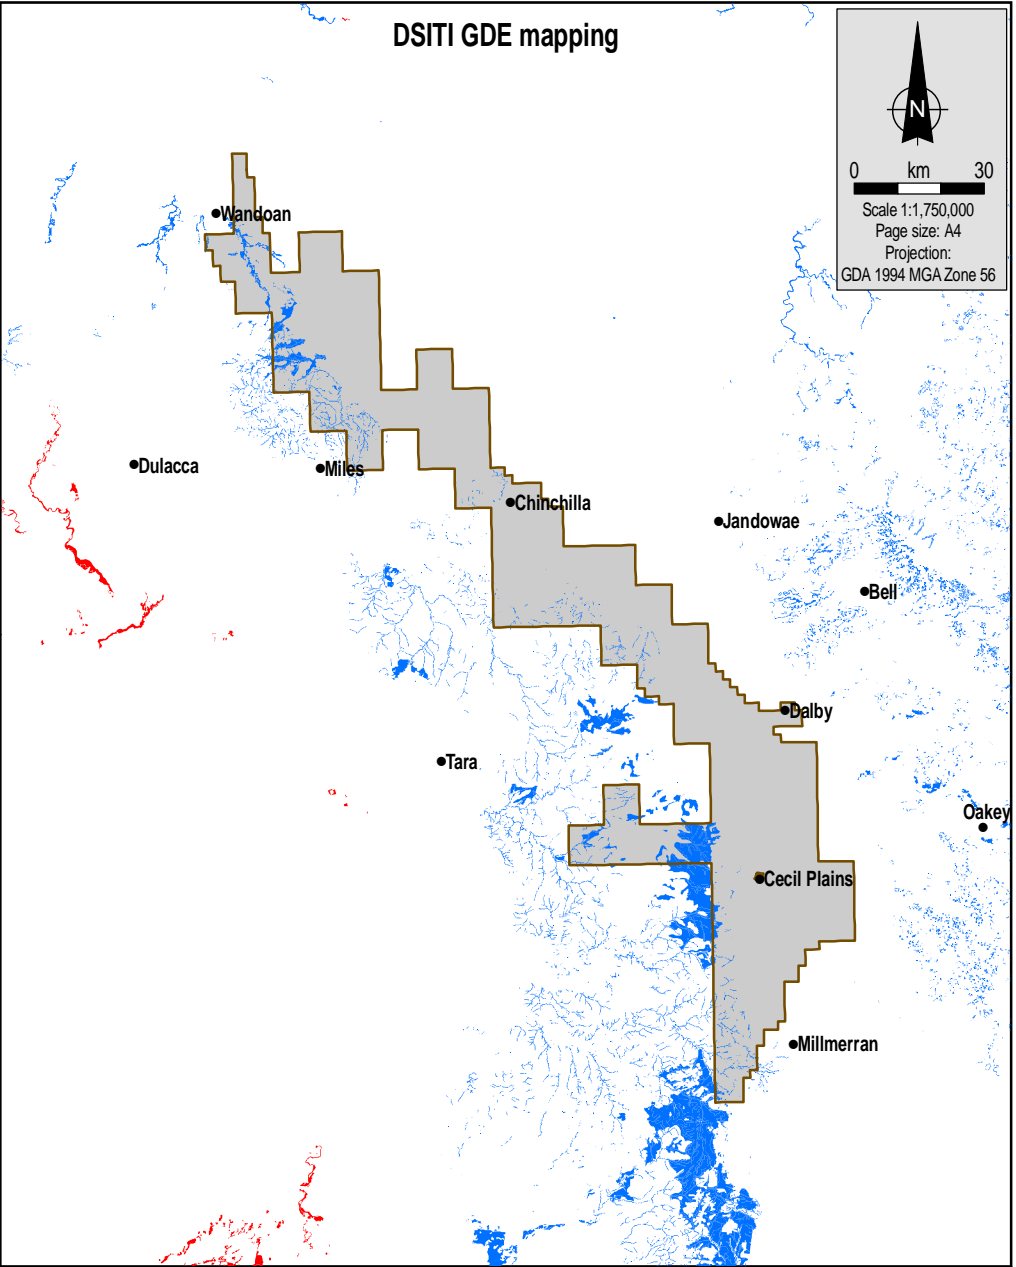 DSITI GDE mapping
N
0 km 30
Scale 1:1,750,000
Page size: A4
Projection:
GDA 1994 MGA Zone 56
Wandoan
Dulacca
Miles
Chinchilla
Jandowae
Bell
Dalby
Tara
Oakey
Cecil Plains
Millmerran